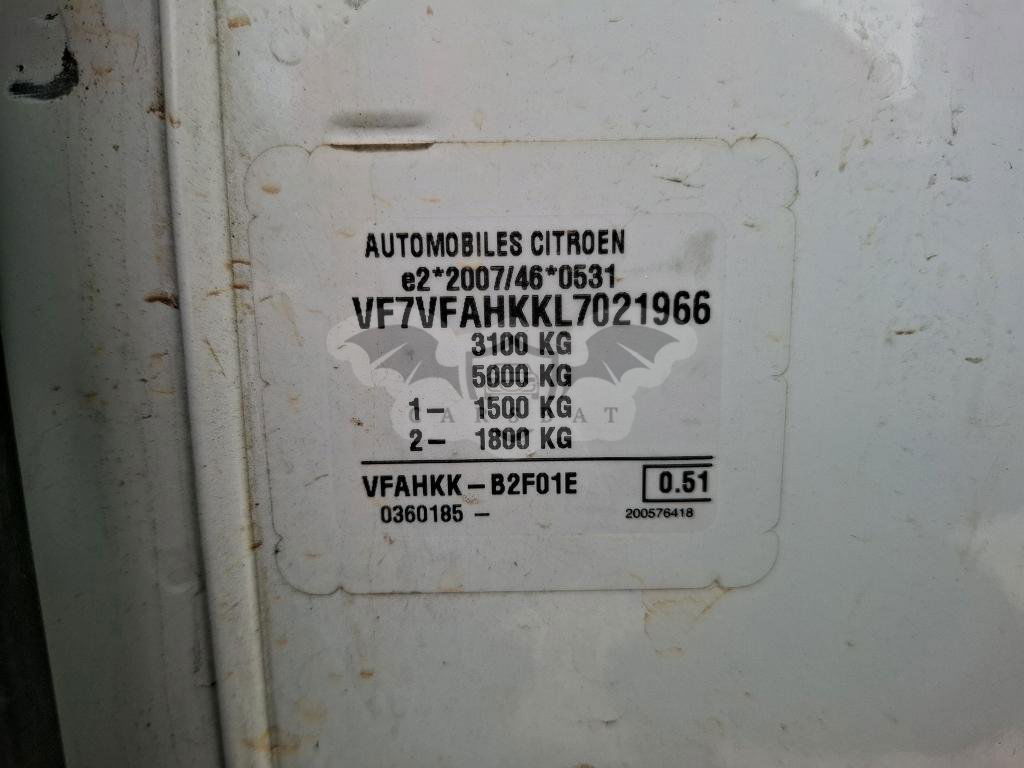 AUTOMOBILES CITROEN
e2*2007/46*0531
VF7VFAHKKL7021966
3100 KG
5000 KG
1- 1500 KG
2- 1800 KG
CAROBAT
VFAHKK-B2F01E 0.51
0360185- 200576418